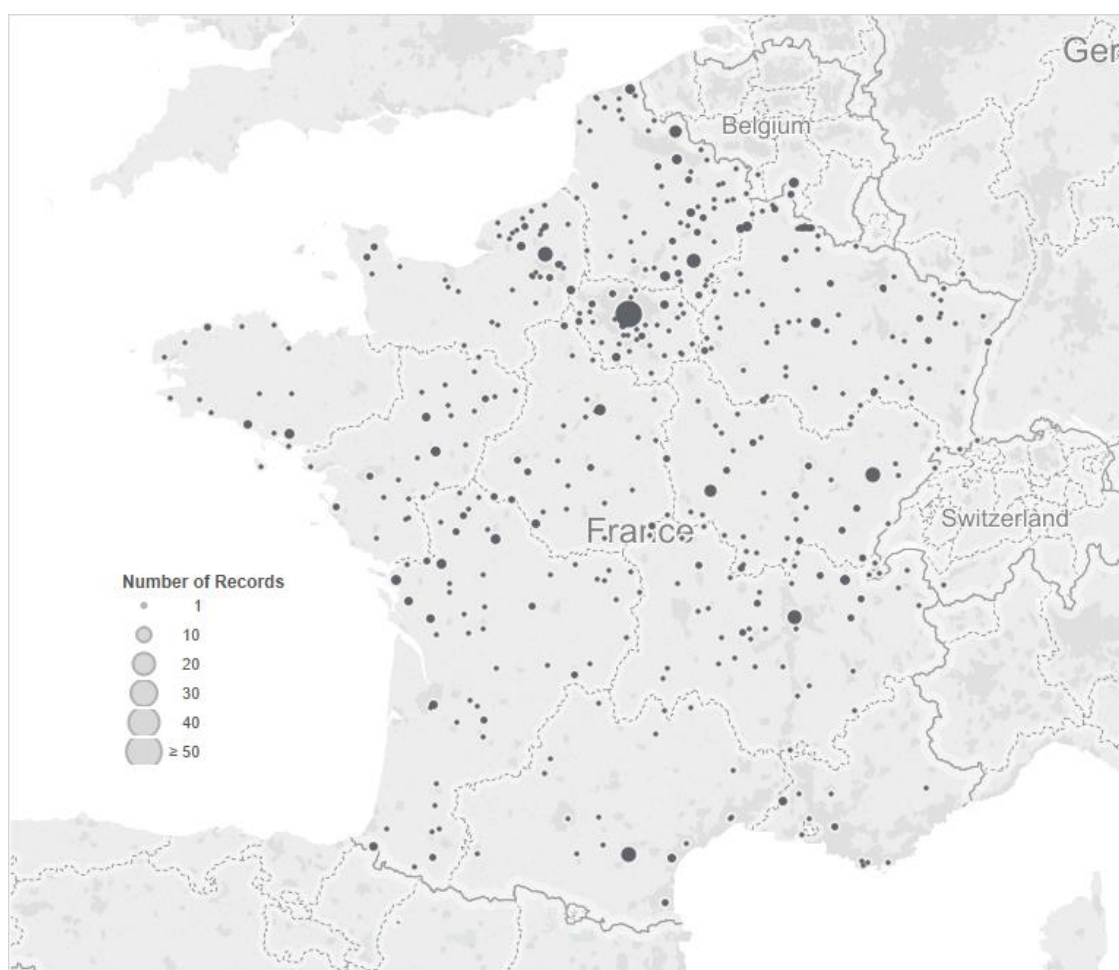 Ger
Belgium
France
Switzerland
Number of Records
1
10
20
30
40
≥ 50